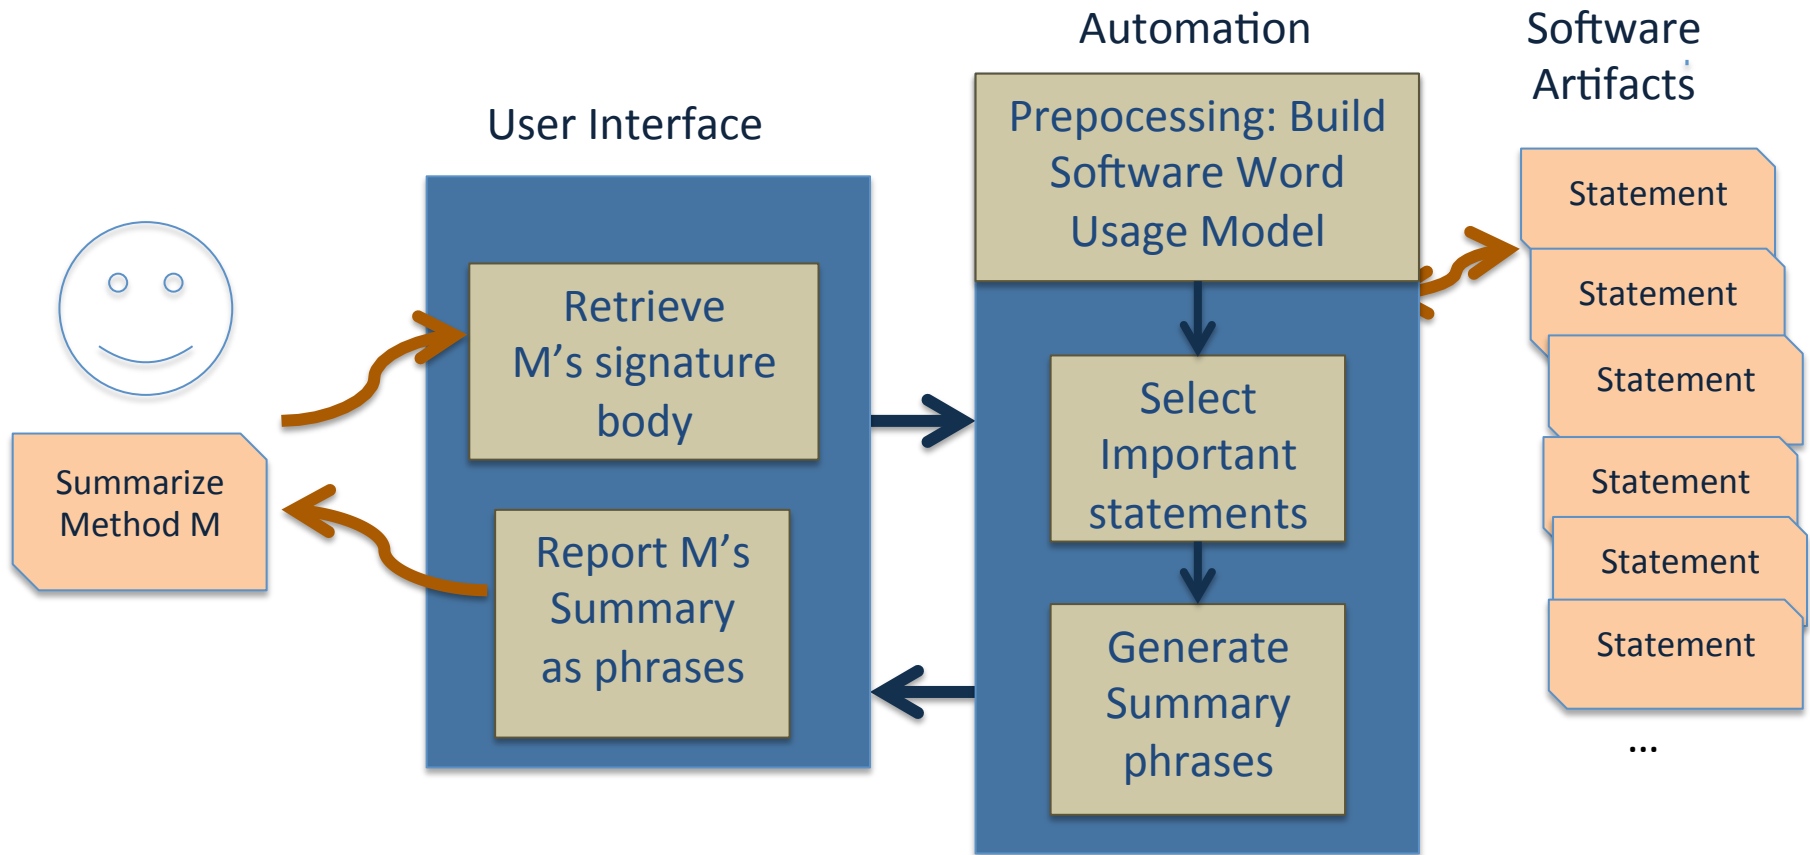 Automation
Software
Artifacts
User Interface
Prepocessing: Build
Software Word
Usage Model
Retrieve
M’s signature
body
Summarize
Method M
Report M’s
Summary
as phrases
Select
Important
statements
Generate
Summary
phrases
Statement
Statement
Statement
Statement
Statement
Statement
...